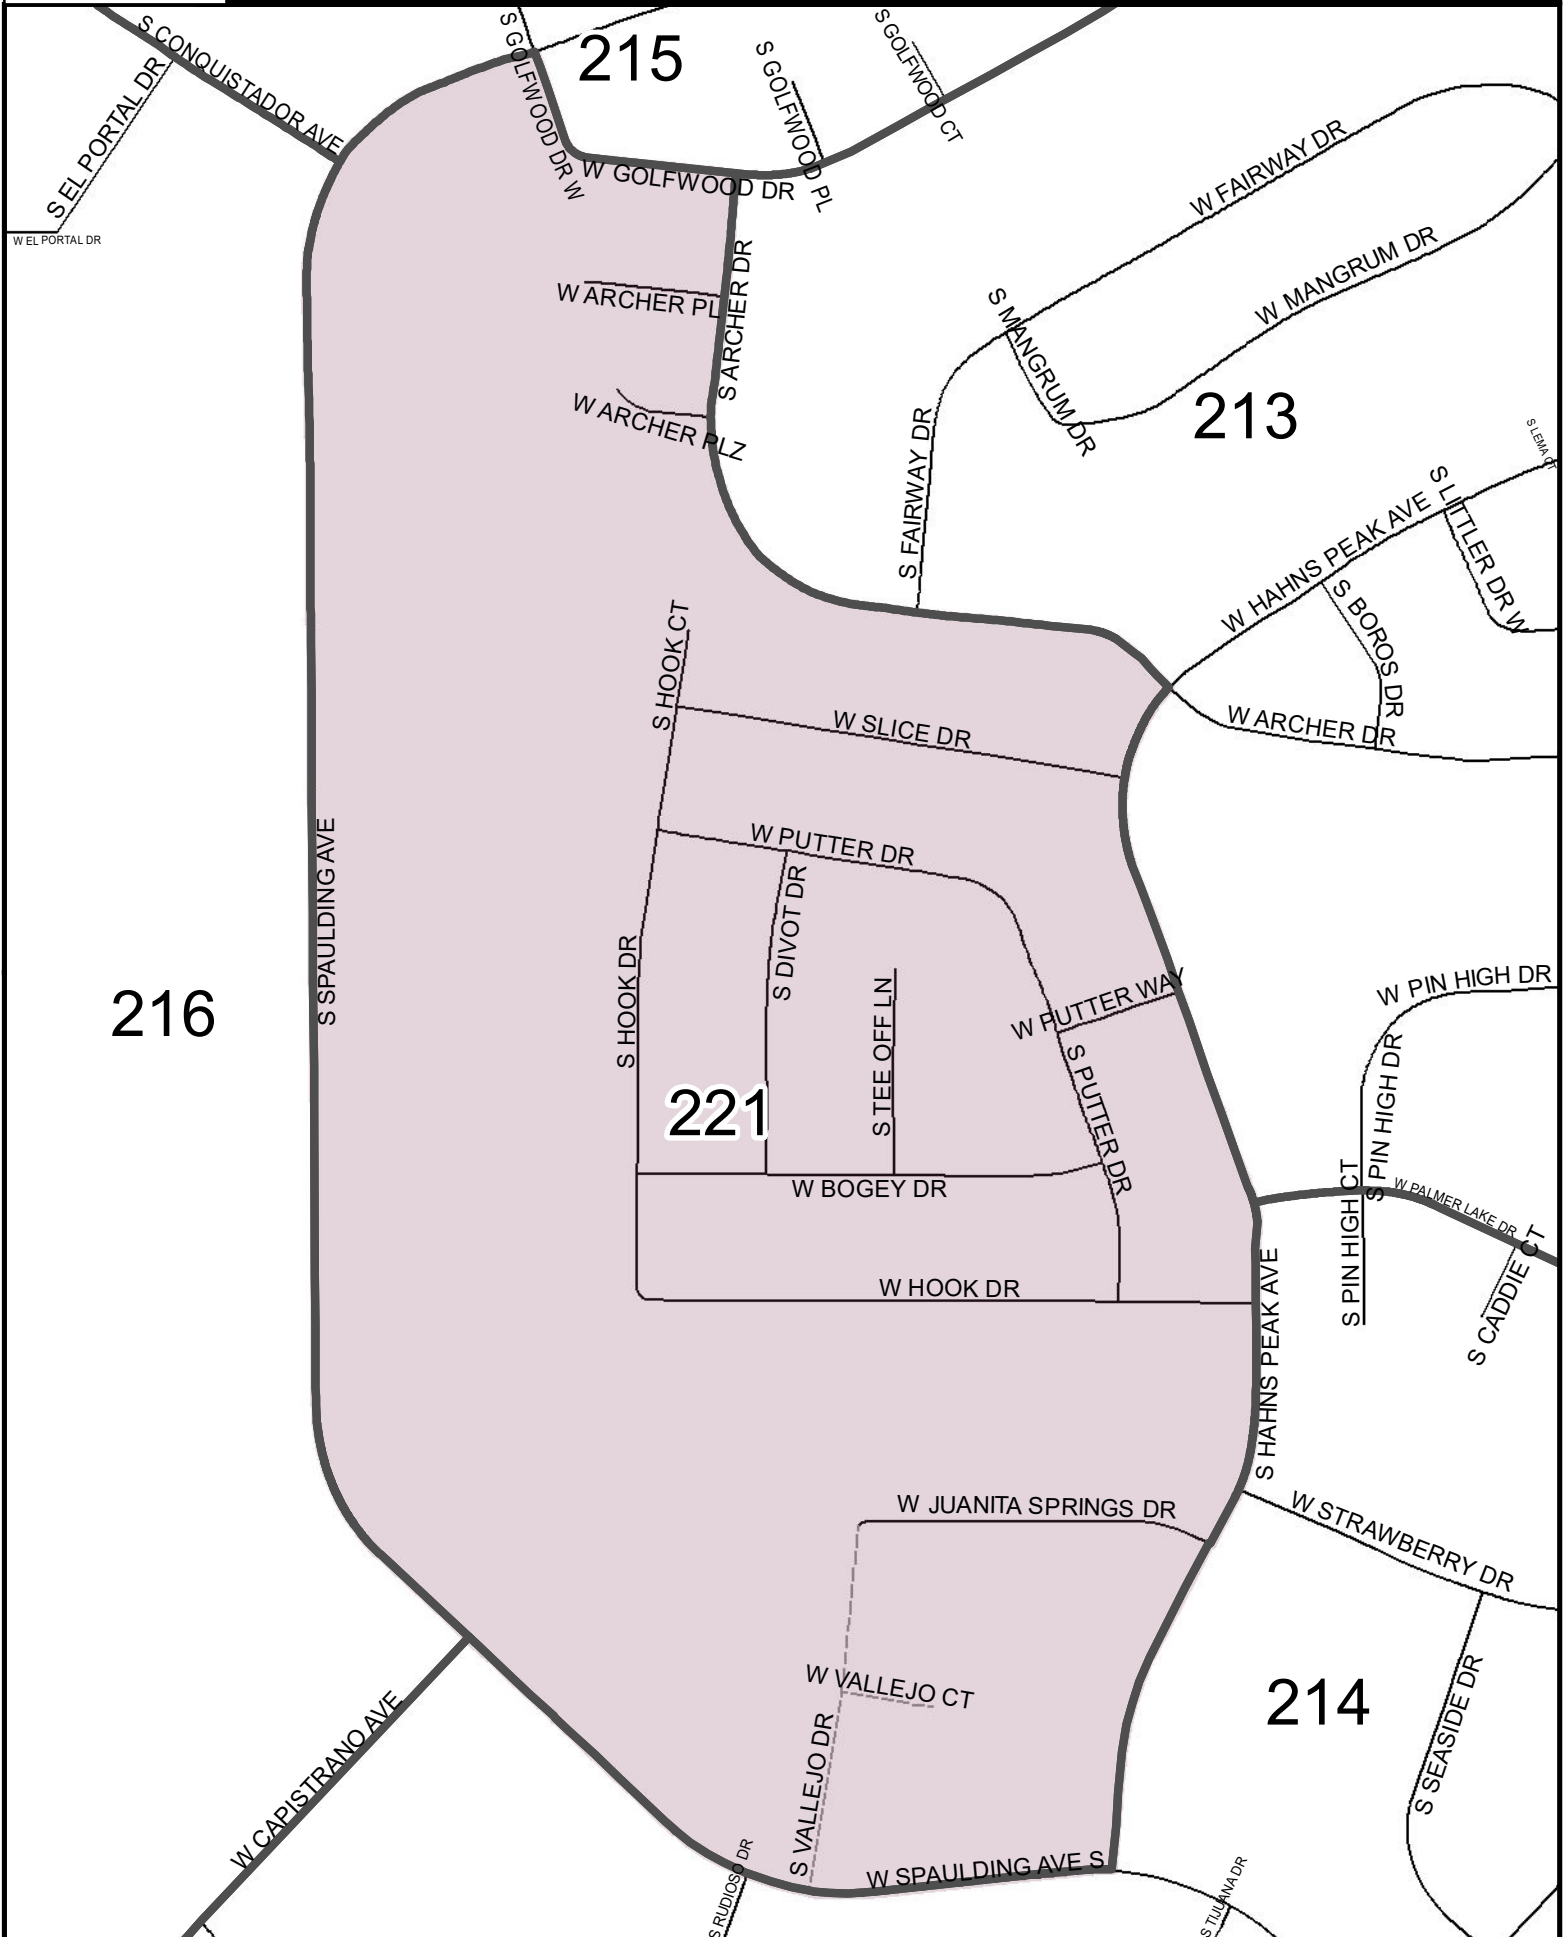 S CONQUISTADOR AVE
S GOLFWOOD DR W
215
S GOLFWOOD PL
S GOLFWOOD CT
S EL PORTAL DR
W EL PORTAL DR
W GOLFWOOD DR
W FAIRWAY DR
W MANGRUM DR
S MANGRUM DR
W ARCHER PL
S ARCHER DR
W ARCHER PLZ
213
S FAIRWAY DR
S LEMA CT
S LITTLER DR W
W HAHNS PEAK AVE
S BOROS DR
W ARCHER DR
S HOOK CT
W SLICE DR
W PUTTER DR
S SPAULDING AVE
S DIVOT DR
S HOOK DR
S TEE OFF LN
W PUTTER WAY
W PIN HIGH DR
216
S PUTTER DR
S PIN HIGH DR
221
W BOGEY DR
S PIN HIGH CT
W PALMER LAKE DR
S CADDIE CT
W HOOK DR
S HAHNS PEAK AVE
W JUANITA SPRINGS DR
W STRAWBERRY DR
W VALLEJO CT
214
S SEASIDE DR
W CAPISTRANO AVE
S VALLEJO DR
W SPAULDING AVE S
S RUDIOSO DR
S TIJUANA DR